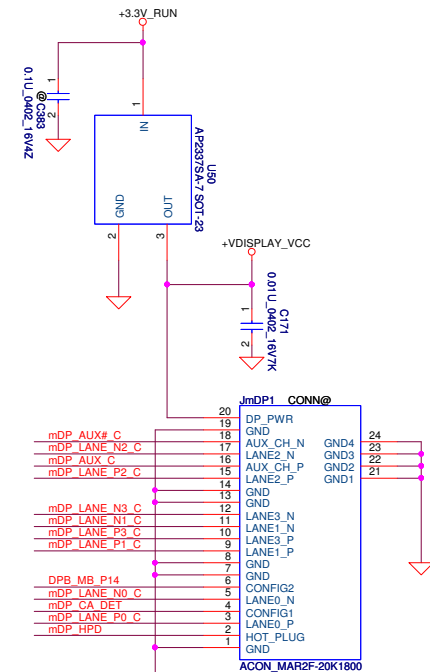 +3.3V_RUN
1
2
@C383
0.1U_0402_16V4Z
1
IN
U50
AP2337SA-7 SOT-23
GND
OUT
2
3
+VDISPLAY_VCC
1
2
C171
0.01U_0402_16V7K
JmDP1 CONN@
20 DP_PWR
19 GND
mDP_AUX#_C 18 AUX_CH_N GND4 24
mDP_LANE_N2_C 17 LANE2_N GND3 23
mDP_AUX_C 16 AUX_CH_P GND2 22
mDP_LANE_P2_C 15 LANE2_P GND1 21
14 GND
13 GND
mDP_LANE_N3_C 12 LANE3_N
mDP_LANE_N1_C 11 LANE1_N
mDP_LANE_P3_C 10 LANE3_P
mDP_LANE_P1_C 9 LANE1_P
8 GND
7 GND
DPB_MB_P14 6 CONFIG2
mDP_LANE_N0_C 5 LANE0_N
mDP_CA_DET 4 CONFIG1
mDP_LANE_P0_C 3 LANE0_P
mDP_HPD 2 HOT_PLUG
1 GND
ACON_MAR2F-20K1800